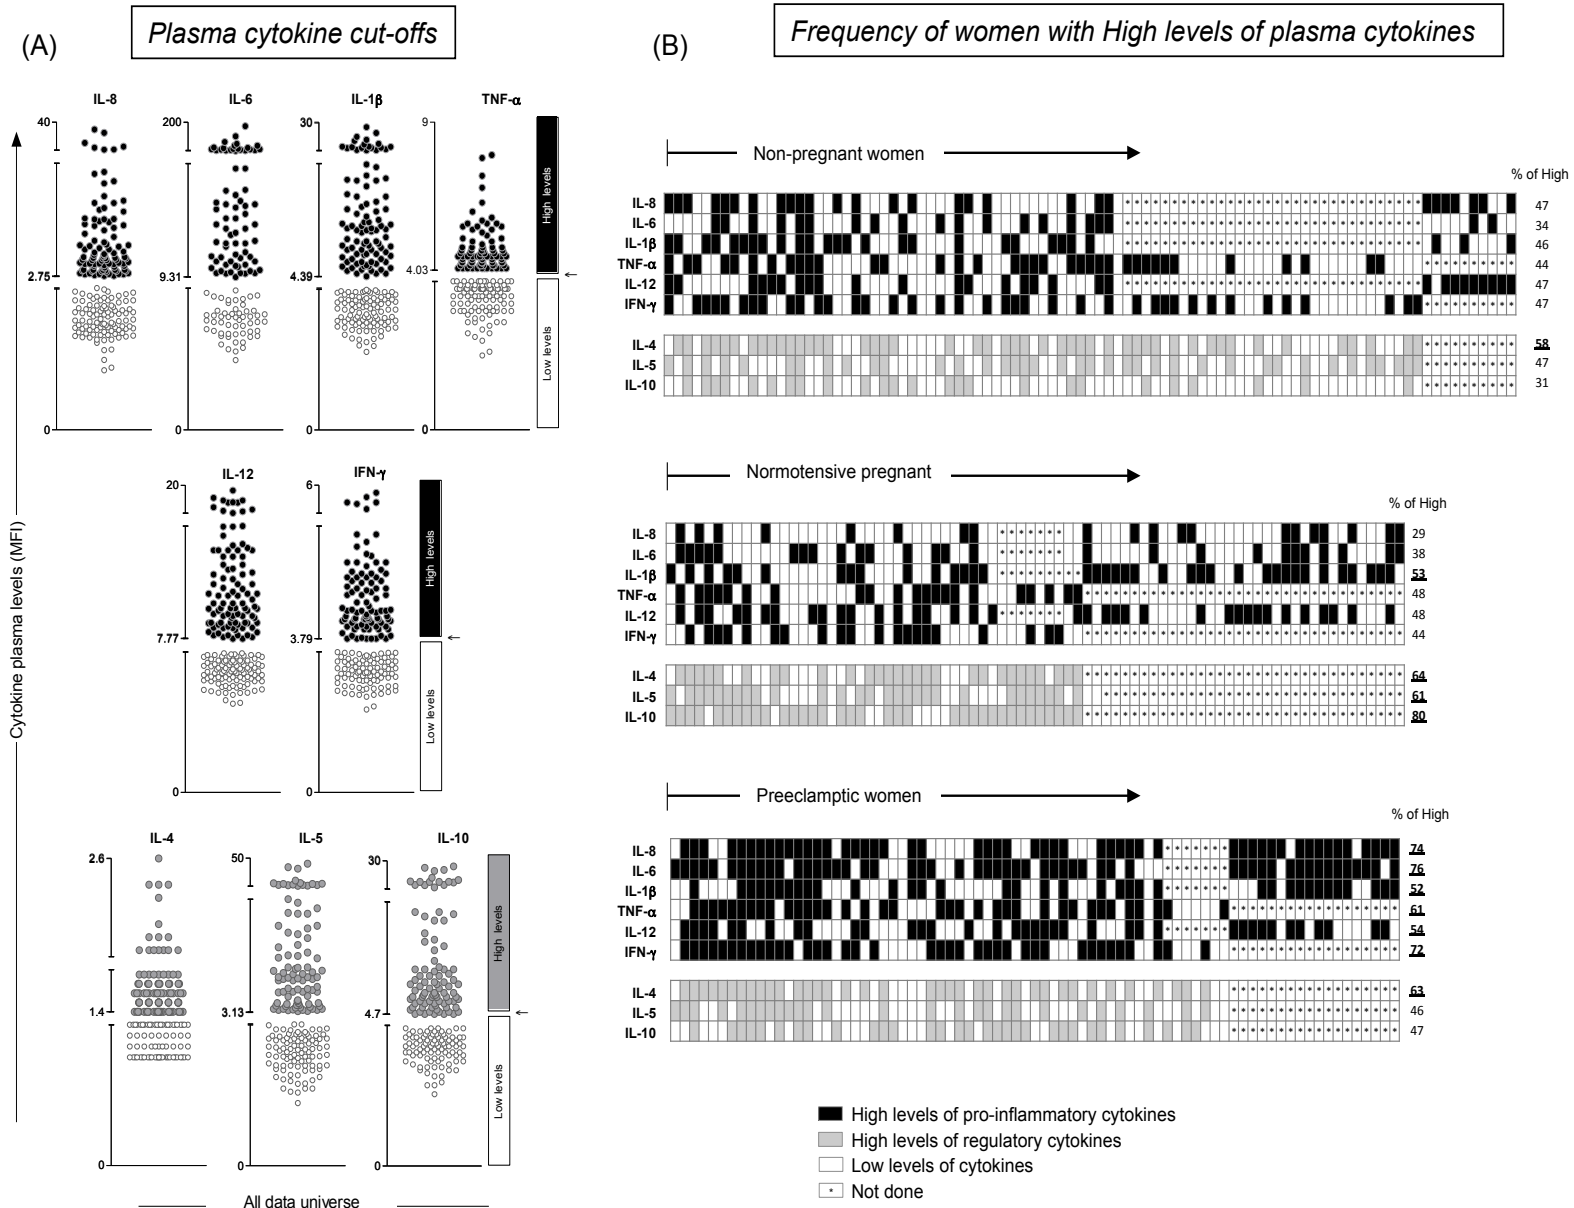 (A)
Plasma cytokine cut-offs
Cytokine plasma levels (MFI)
IL-8
40
2.75
0
IL-6
200
9.31
0
IL-1β
30
4.39
0
TNF-α
9
4.03
0
High levels
Low levels
IL-12
20
7.77
0
IFN-γ
6
3.79
0
High levels
Low levels
IL-4
2.6
1.4
0
IL-5
50
3.13
0
IL-10
30
4.7
0
High levels
Low levels
All data universe
(B)
Frequency of women with High levels of plasma cytokines
Non-pregnant women
% of High
IL-8 47
IL-6 34
IL-1β 46
TNF-α 44
IL-12 47
IFN-γ 47
IL-4 58
IL-5 47
IL-10 31
Normotensive pregnant
% of High
IL-8 29
IL-6 38
IL-1β 53
TNF-α 48
IL-12 48
IFN-γ 44
IL-4 64
IL-5 61
IL-10 80
Preeclamptic women
% of High
IL-8 74
IL-6 76
IL-1β 52
TNF-α 61
IL-12 54
IFN-γ 72
IL-4 63
IL-5 46
IL-10 47
High levels of pro-inflammatory cytokines
High levels of regulatory cytokines
Low levels of cytokines
* Not done